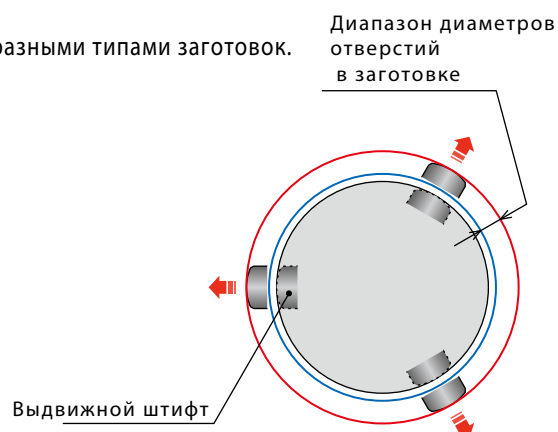 Диапазон диаметров
разными типами заготовок.
отверстий
в заготовке
Выдвижной штифт